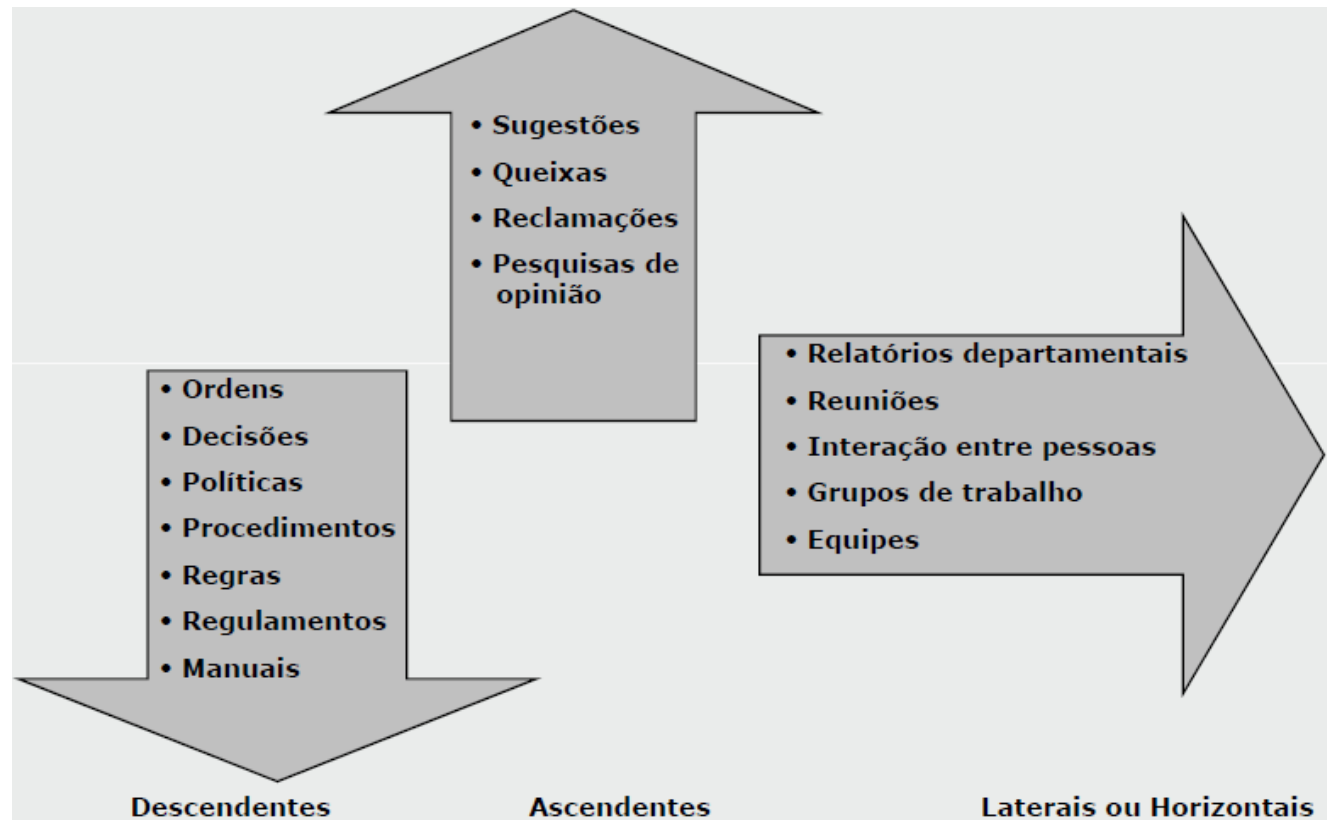 • Sugestões
• Queixas
• Reclamações
• Pesquisas de
opinião
• Ordens
• Decisões
• Políticas
• Procedimentos
• Regras
• Regulamentos
• Manuais
• Relatórios departamentais
• Reuniões
• Interação entre pessoas
• Grupos de trabalho
• Equipes
Descendentes
Ascendentes
Laterais ou Horizontais